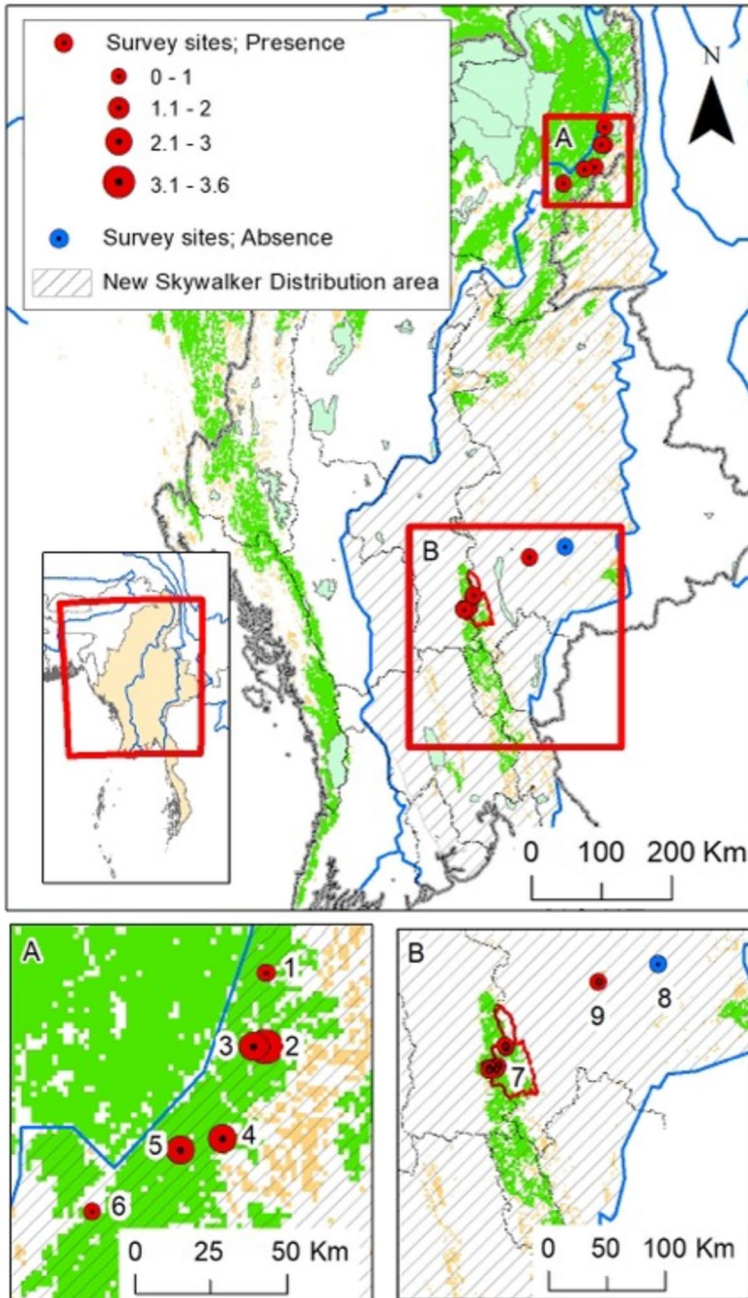 Survey sites; Presence
0 - 1
1.1 - 2
2.1 - 3
3.1 - 3.6
Survey sites; Absence
New Skywalker Distribution area
N
A
B
0 100 200 Km
A
1
3 2
5 4
6
0 25 50 Km
B
9 8
7
0 50 100 Km